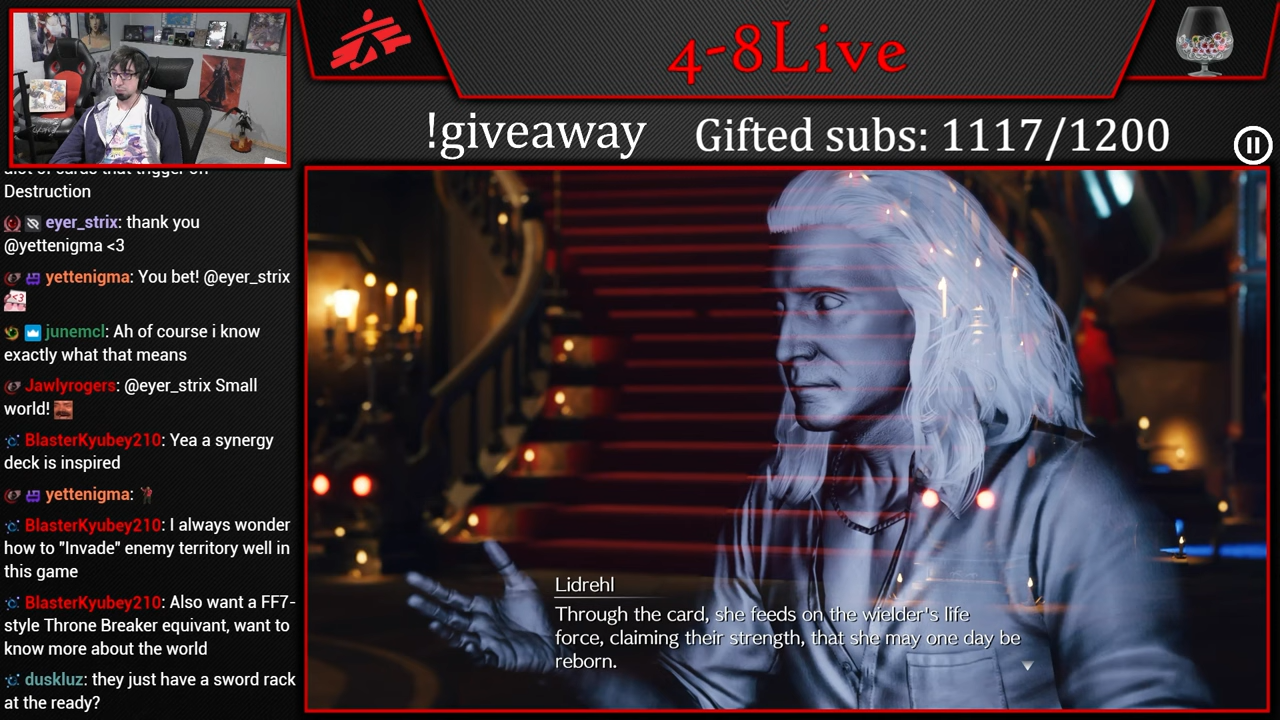 4-8Live
!giveaway Gifted subs: 1117/1200
Destruction
eyer_strix: thank you
@yettenigma <3
yettenigma: You bet! @eyer_strix
junemcl: Ah of course i know
exactly what that means
Jawlyrogers: @eyer_strix Small
world!
BlasterKyubey210: Yea a synergy
deck is inspired
yettenigma:
BlasterKyubey210: I always wonder
how to "Invade" enemy territory well in
this game
BlasterKyubey210: Also want a FF7-
style Throne Breaker equivant, want to
know more about the world
duskluz: they just have a sword rack
at the ready?
Lidrehl
Through the card, she feeds on the wielder's life
force, claiming their strength, that she may one day be
reborn.